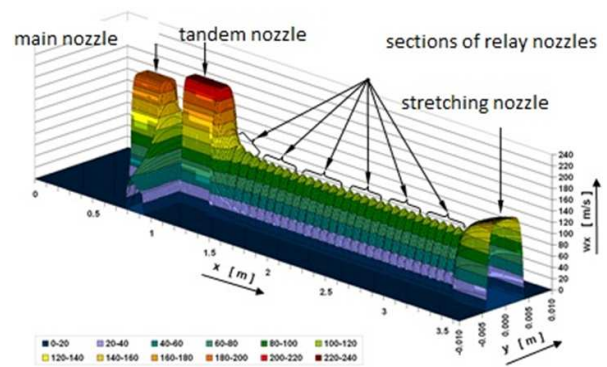 main nozzle
tandem nozzle
sections of relay nozzles
stretching nozzle
240
220
200
180
160
140
120
100
80
60
40
20
0
wx [m/s]
0
0.5
1
1.5
2
2.5
3
3.5
x [m]
-0.010
-0.005
0.000
0.005
0.010
y [m]
0-20 20-40 40-60 60-80 80-100 100-120
120-140 140-160 160-180 180-200 200-220 220-240